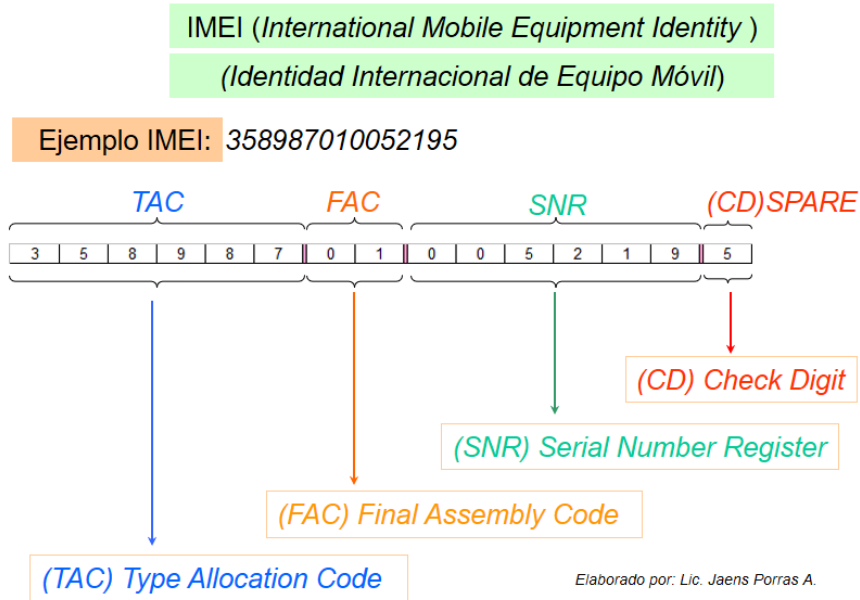 IMEI (International Mobile Equipment Identity )
(Identidad Internacional de Equipo Móvil)
Ejemplo IMEI: 358987010052195
TAC FAC SNR (CD)SPARE
3 5 8 9 8 7 0 1 0 0 5 2 1 9 5
(CD) Check Digit
(SNR) Serial Number Register
(FAC) Final Assembly Code
(TAC) Type Allocation Code
Elaborado por: Lic. Jaens Porras A.